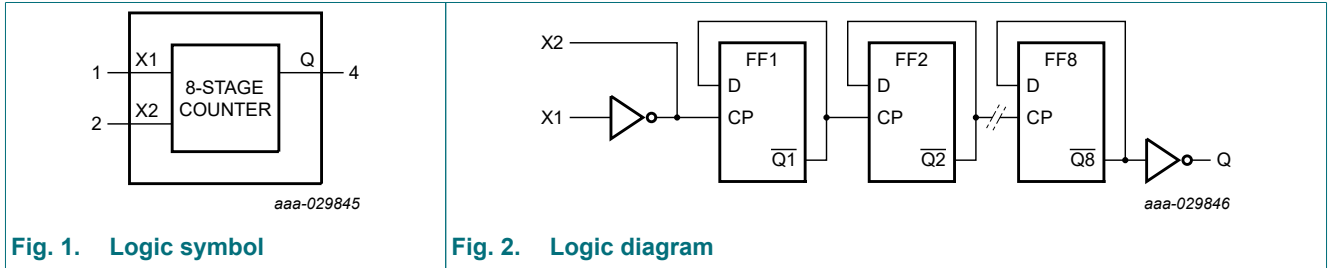 1
X1
2
X2
8-STAGE
COUNTER
Q
4
aaa-029845
Fig. 1. Logic symbol
X2
X1
FF1
D
CP
Q1
FF2
D
CP
Q2
FF8
D
CP
Q8
Q
aaa-029846
Fig. 2. Logic diagram